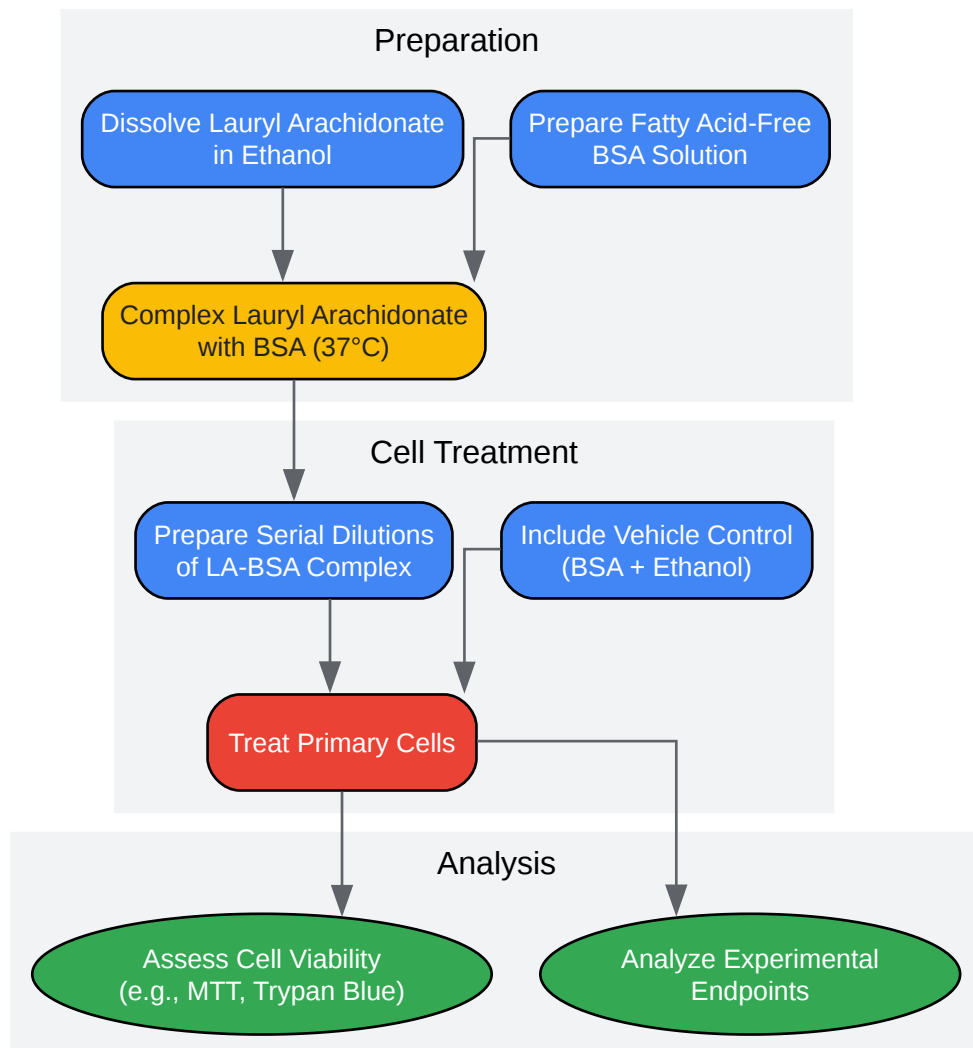 Preparation
Dissolve Lauryl Arachidonate
in Ethanol
Prepare Fatty Acid-Free
BSA Solution
Complex Lauryl Arachidonate
with BSA (37°C)
Cell Treatment
Prepare Serial Dilutions
of LA-BSA Complex
Include Vehicle Control
(BSA + Ethanol)
Treat Primary Cells
Analysis
Assess Cell Viability
(e.g., MTT, Trypan Blue)
Analyze Experimental
Endpoints